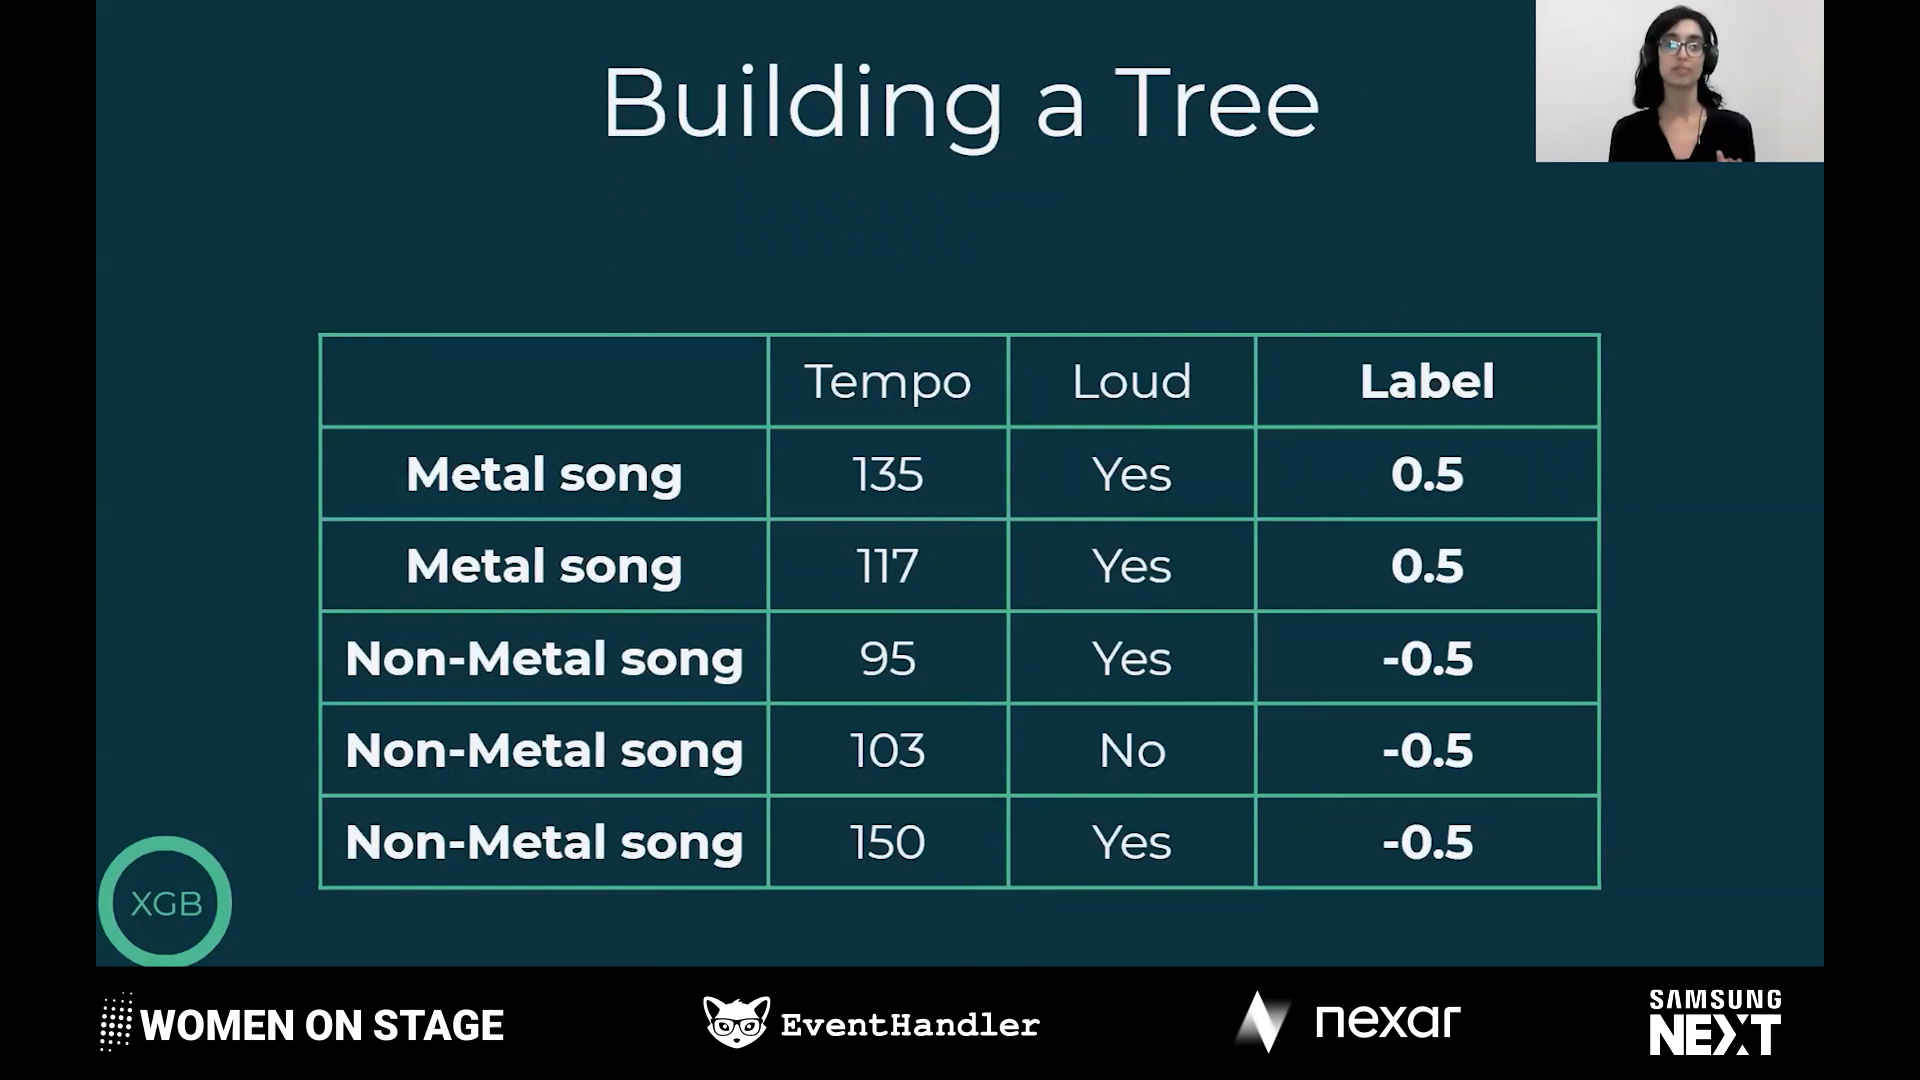 Building a Tree
Tempo Loud Label
Metal song 135 Yes 0.5
Metal song 117 Yes 0.5
Non-Metal song 95 Yes -0.5
Non-Metal song 103 No -0.5
Non-Metal song 150 Yes -0.5
XGB
WOMEN ON STAGE
EventHandler
nexar
SAMSUNG
NEXT